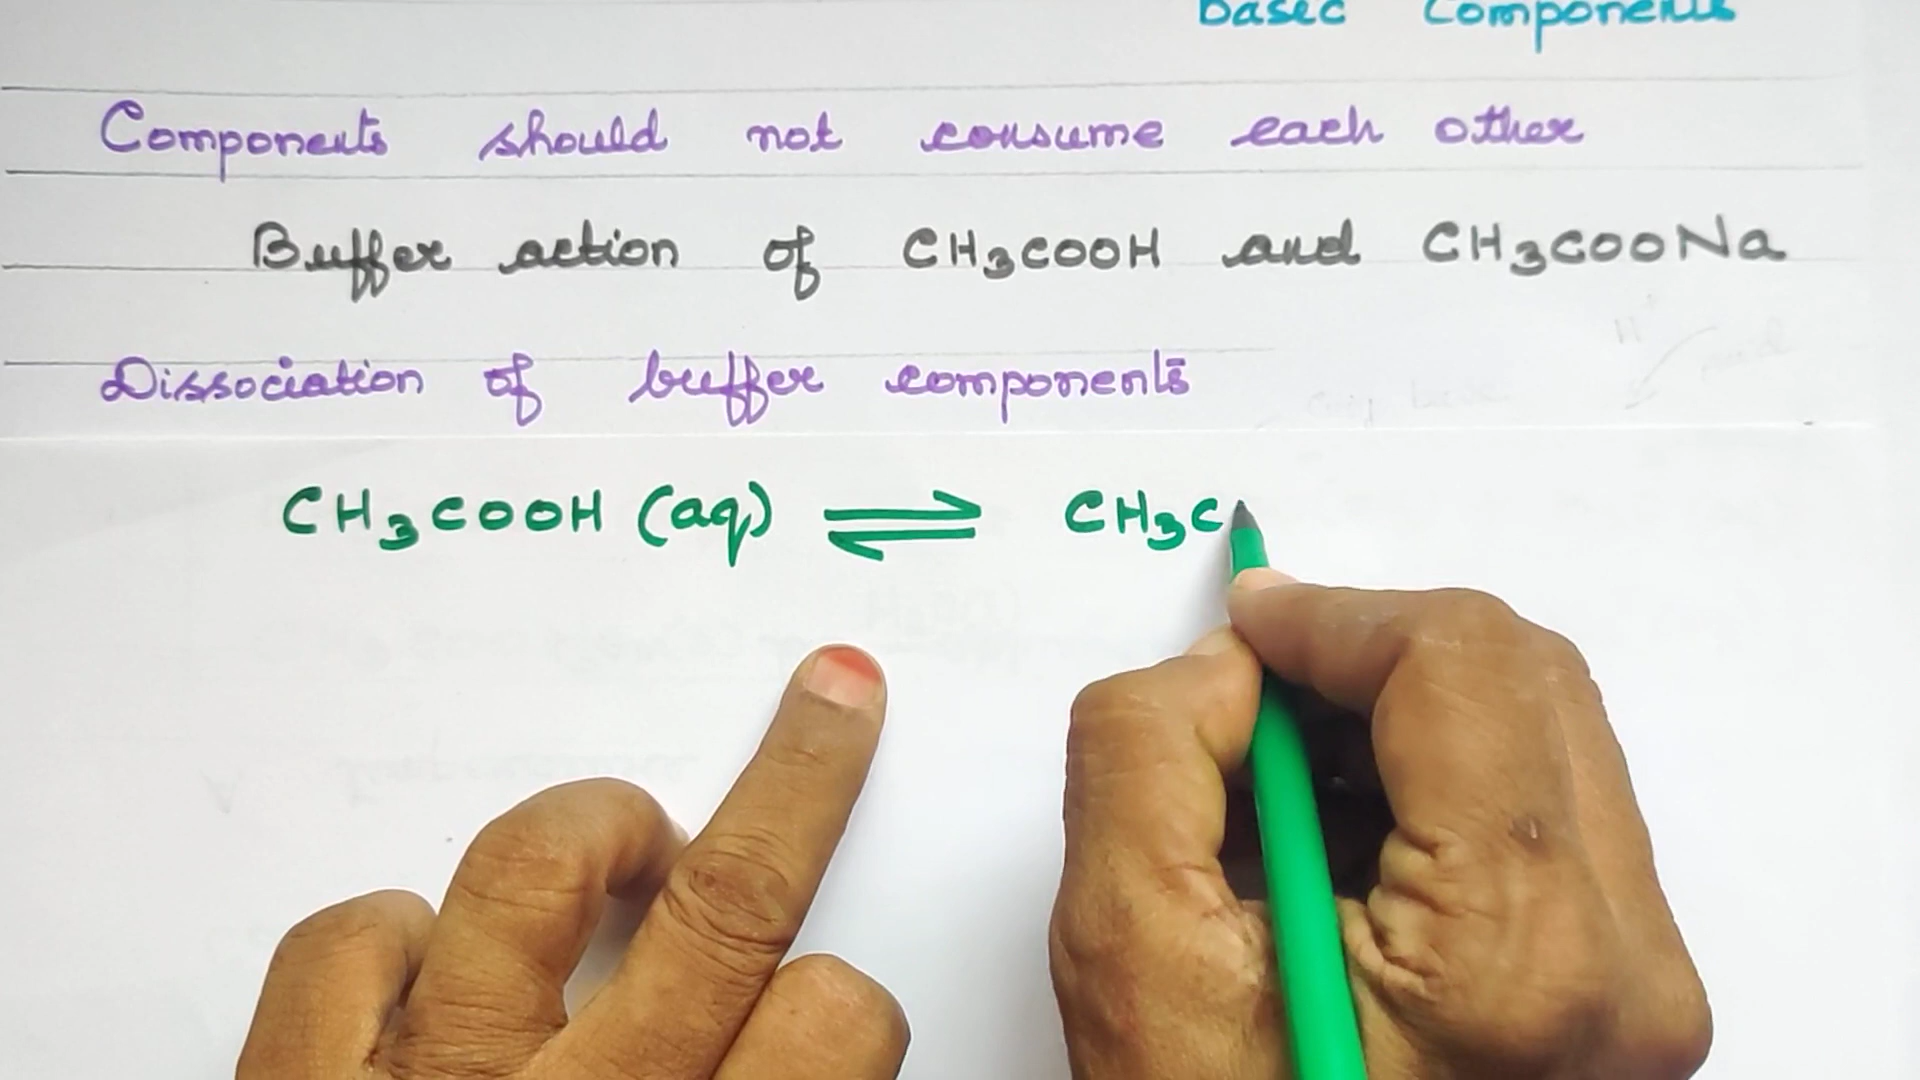 basic components
Components should not consume each other
Buffer action of CH3COOH and CH3COONa
Dissociation of buffer components
CH3COOH (aq) ⇌ CH3C